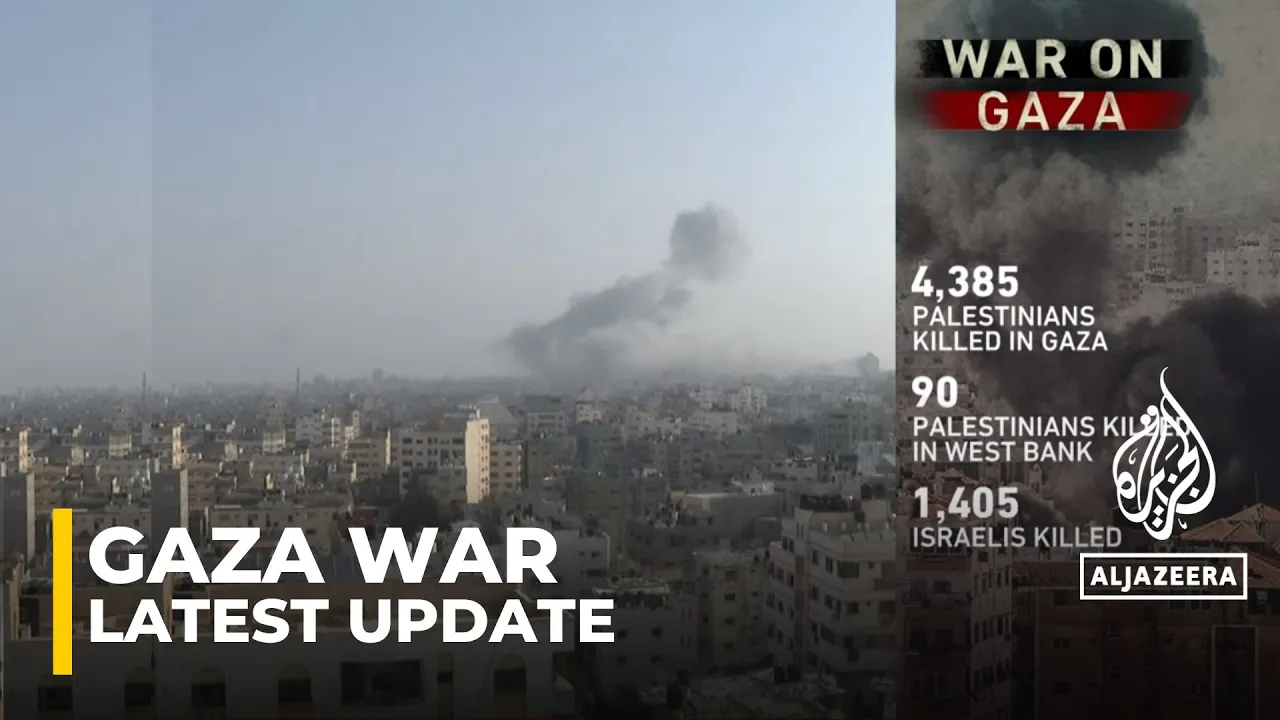 WAR ON
GAZA
4,385
PALESTINIANS
KILLED IN GAZA
90
PALESTINIANS KILLED
IN WEST BANK
1,405
ISRAELIS KILLED
الجزيرة
ALJAZEERA
GAZA WAR
LATEST UPDATE